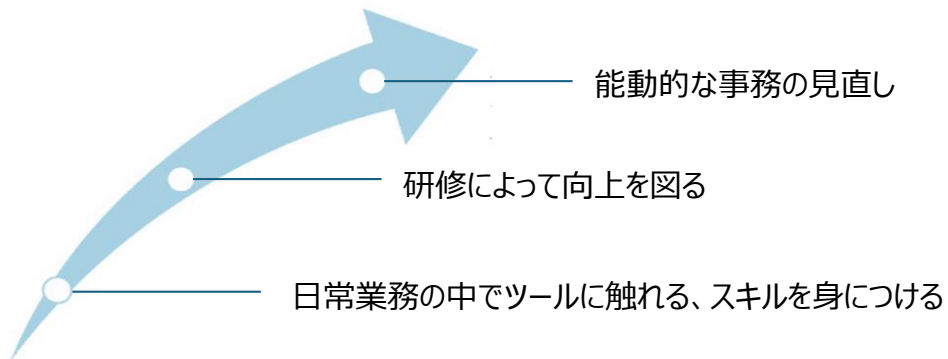 能動的な事務の見直し
研修によって向上を図る
日常業務の中でツールに触れる、スキルを身につける